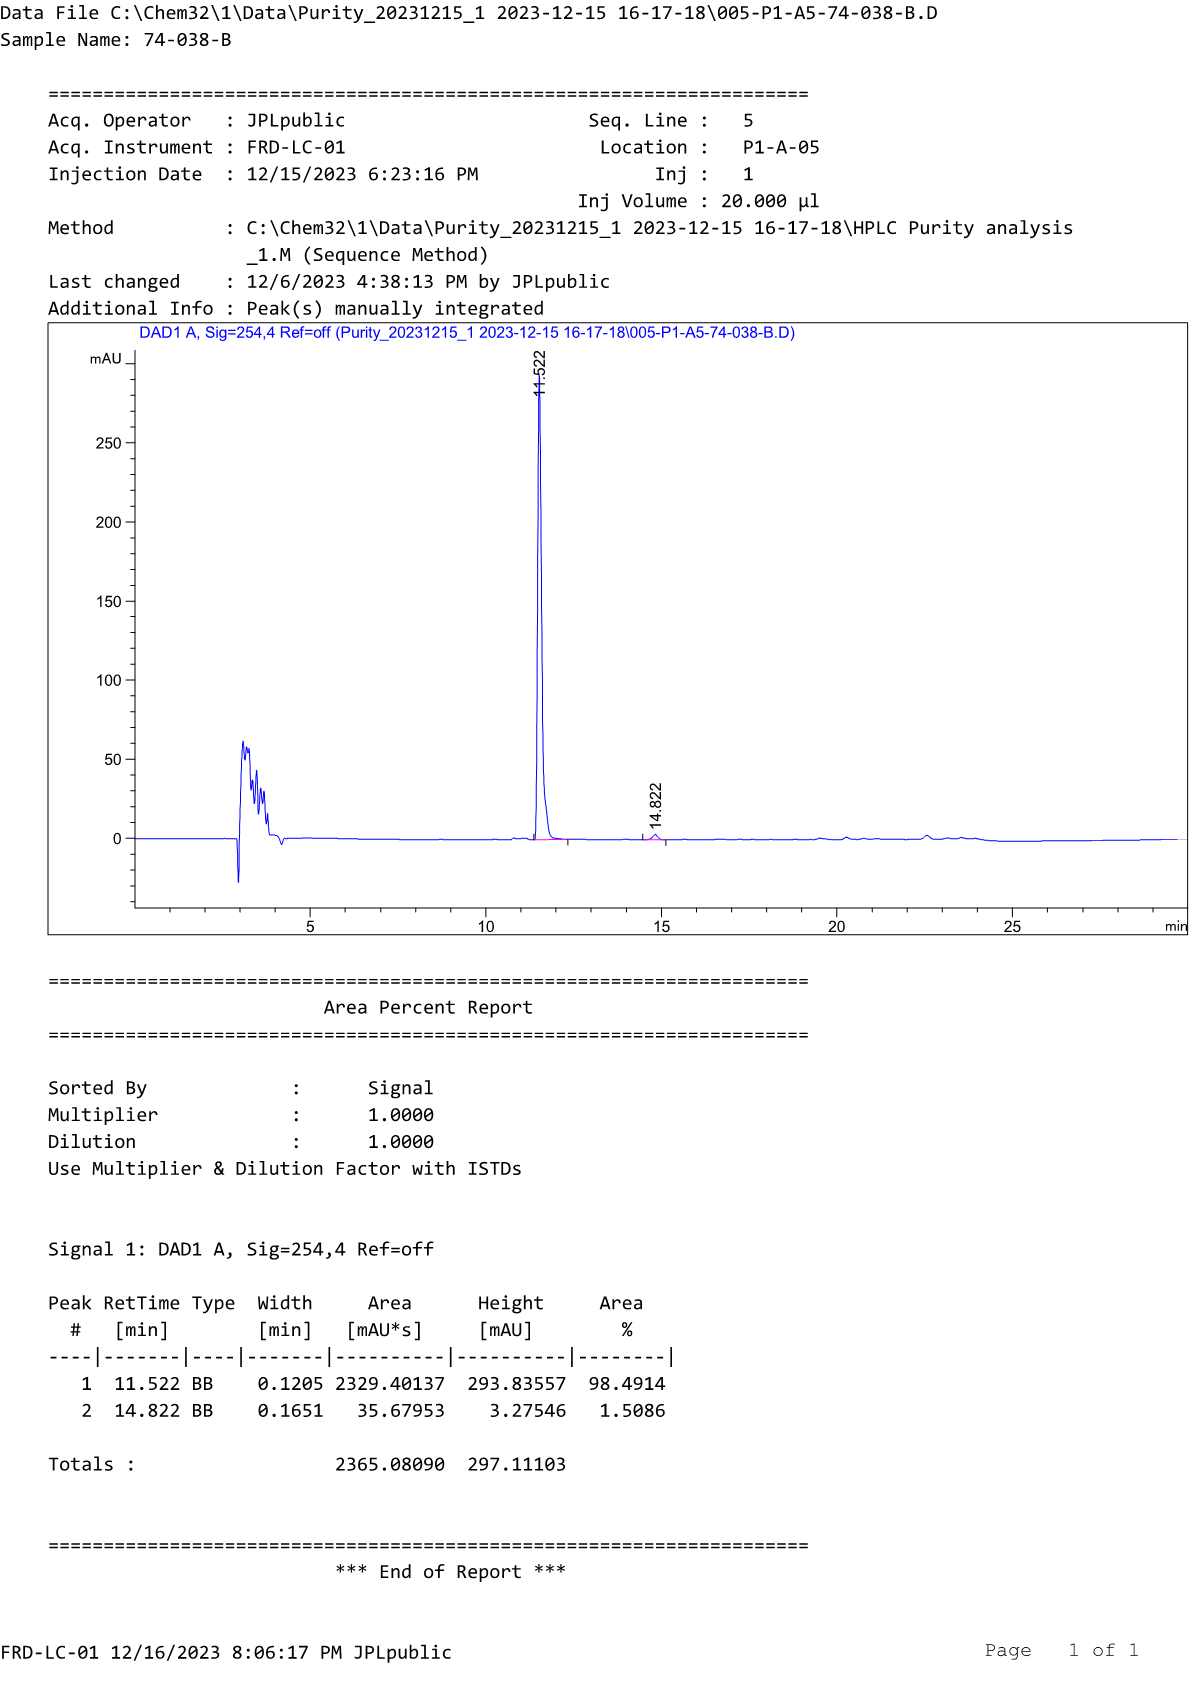 Data File C:\Chem32\1\Data\Purity_20231215_1 2023-12-15 16-17-18\005-P1-A5-74-038-B.D
Sample Name: 74-038-B
=====================================================================
Acq. Operator : JPLpublic Seq. Line : 5
Acq. Instrument : FRD-LC-01 Location : P1-A-05
Injection Date : 12/15/2023 6:23:16 PM Inj : 1
Inj Volume : 20.000 µl
Method : C:\Chem32\1\Data\Purity_20231215_1 2023-12-15 16-17-18\HPLC Purity analysis
_1.M (Sequence Method)
Last changed : 12/6/2023 4:38:13 PM by JPLpublic
Additional Info : Peak(s) manually integrated
DAD1 A, Sig=254,4 Ref=off (Purity_20231215_1 2023-12-15 16-17-18\005-P1-A5-74-038-B.D)
mAU
11.522
250
200
150
100
50
14.822
0
5 10 15 20 25 min
=====================================================================
Area Percent Report
=====================================================================
Sorted By : Signal
Multiplier : 1.0000
Dilution : 1.0000
Use Multiplier & Dilution Factor with ISTDs
Signal 1: DAD1 A, Sig=254,4 Ref=off
Peak RetTime Type Width Area Height Area
# [min] [min] [mAU*s] [mAU] %
----|-------|----|-------|----------|----------|--------|
1 11.522 BB 0.1205 2329.40137 293.83557 98.4914
2 14.822 BB 0.1651 35.67953 3.27546 1.5086
Totals : 2365.08090 297.11103
=====================================================================
*** End of Report ***
FRD-LC-01 12/16/2023 8:06:17 PM JPLpublic Page 1 of 1